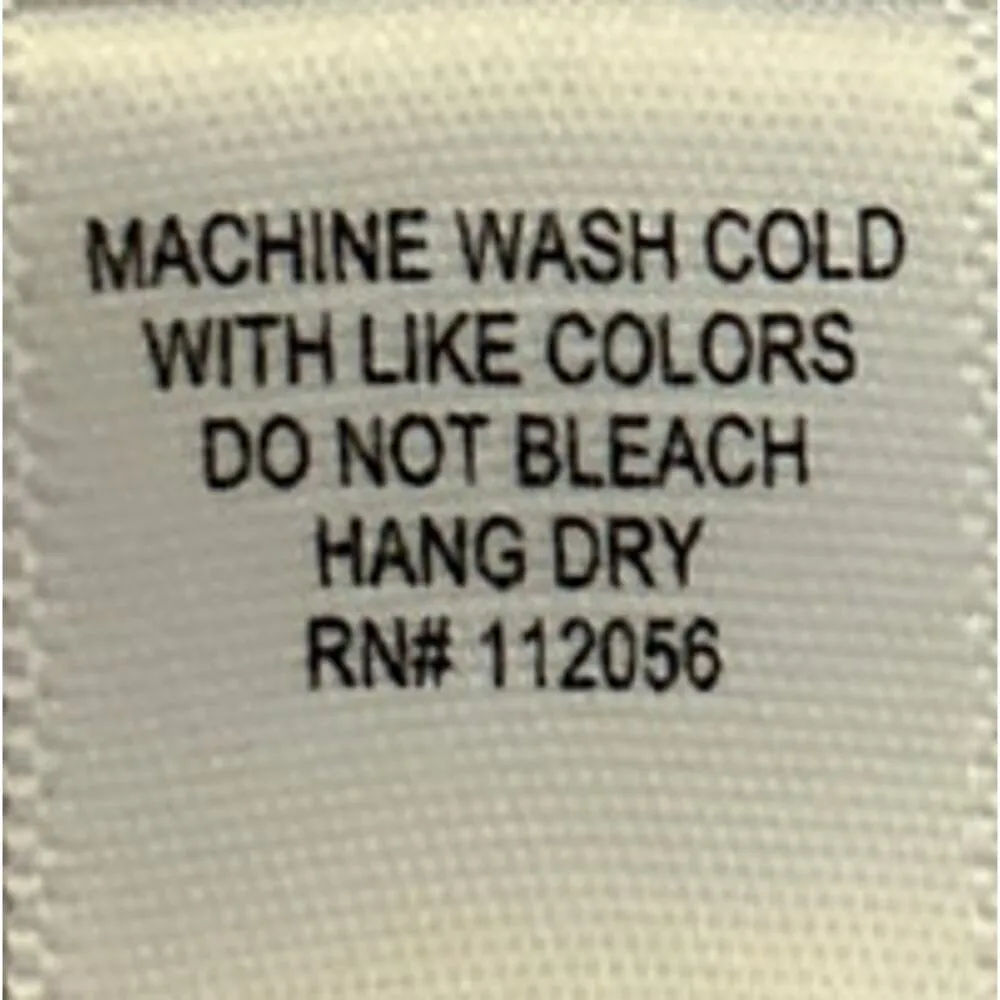 MACHINE WASH COLD
WITH LIKE COLORS
DO NOT BLEACH
HANG DRY
RN# 112056